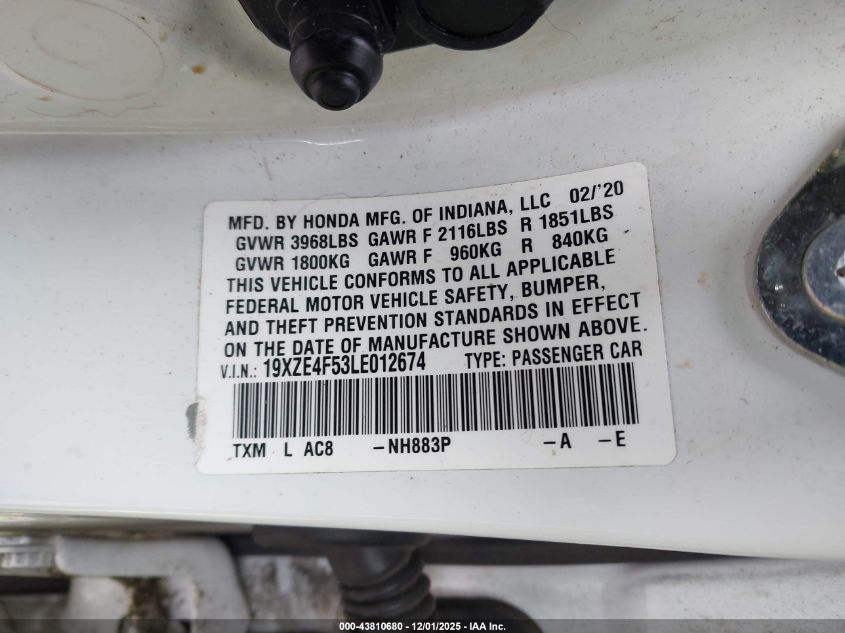 MFD. BY HONDA MFG. OF INDIANA, LLC 02/'20
GVWR 3968LBS GAWR F 2116LBS R 1851LBS
GVWR 1800KG GAWR F 960KG R 840KG
THIS VEHICLE CONFORMS TO ALL APPLICABLE
FEDERAL MOTOR VEHICLE SAFETY, BUMPER,
AND THEFT PREVENTION STANDARDS IN EFFECT
ON THE DATE OF MANUFACTURE SHOWN ABOVE.
V.I.N.: 19XZE4F53LE012674 TYPE: PASSENGER CAR
TXM L AC8 -NH883P -A -E
000-43810680 - 12/01/2025 - IAA Inc.